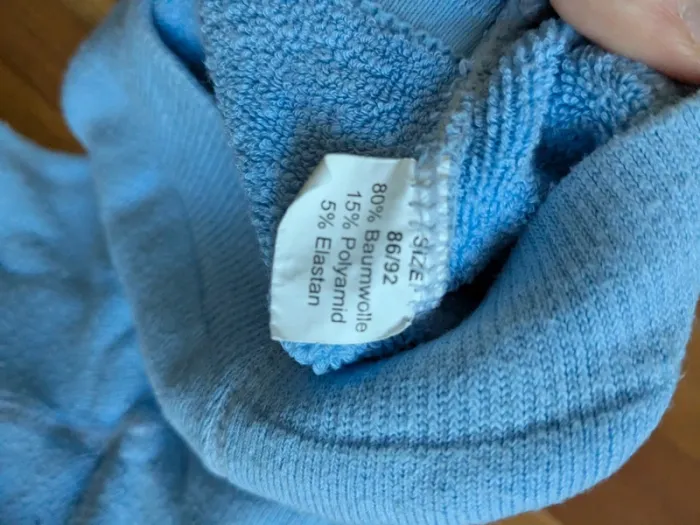 SIZE
86/92
80% Baumwolle
15% Polyamid
5% Elastan